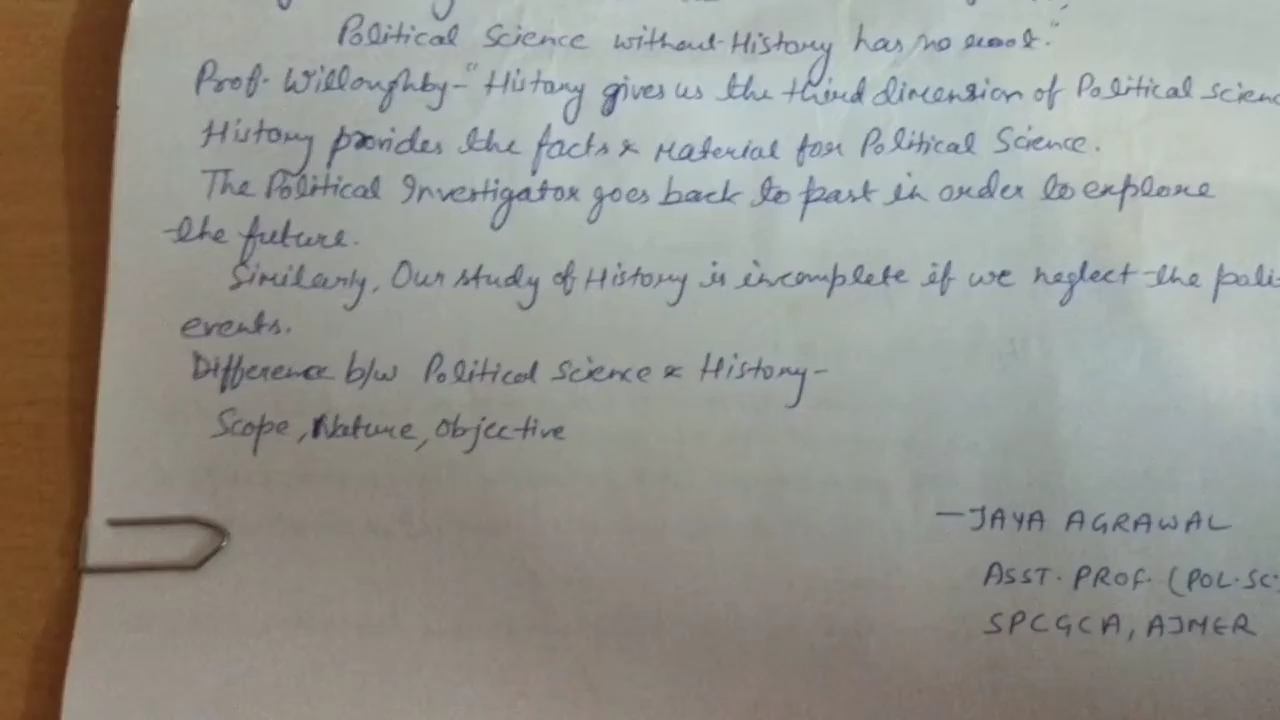 Political Science without History has no root."
Prof. Willoughby- "History gives us the third dimension of Political Scienc
History provides the facts & material for Political Science.
The Political Investigator goes back to past in order to explore
the future.
Similarly, Our study of History is incomplete if we neglect the poli
events.
Difference b/w Political Science & History-
Scope, Nature, Objective
—JAYA AGRAWAL
ASST. PROF. (POL.SC.
SPCGCA, AJMER